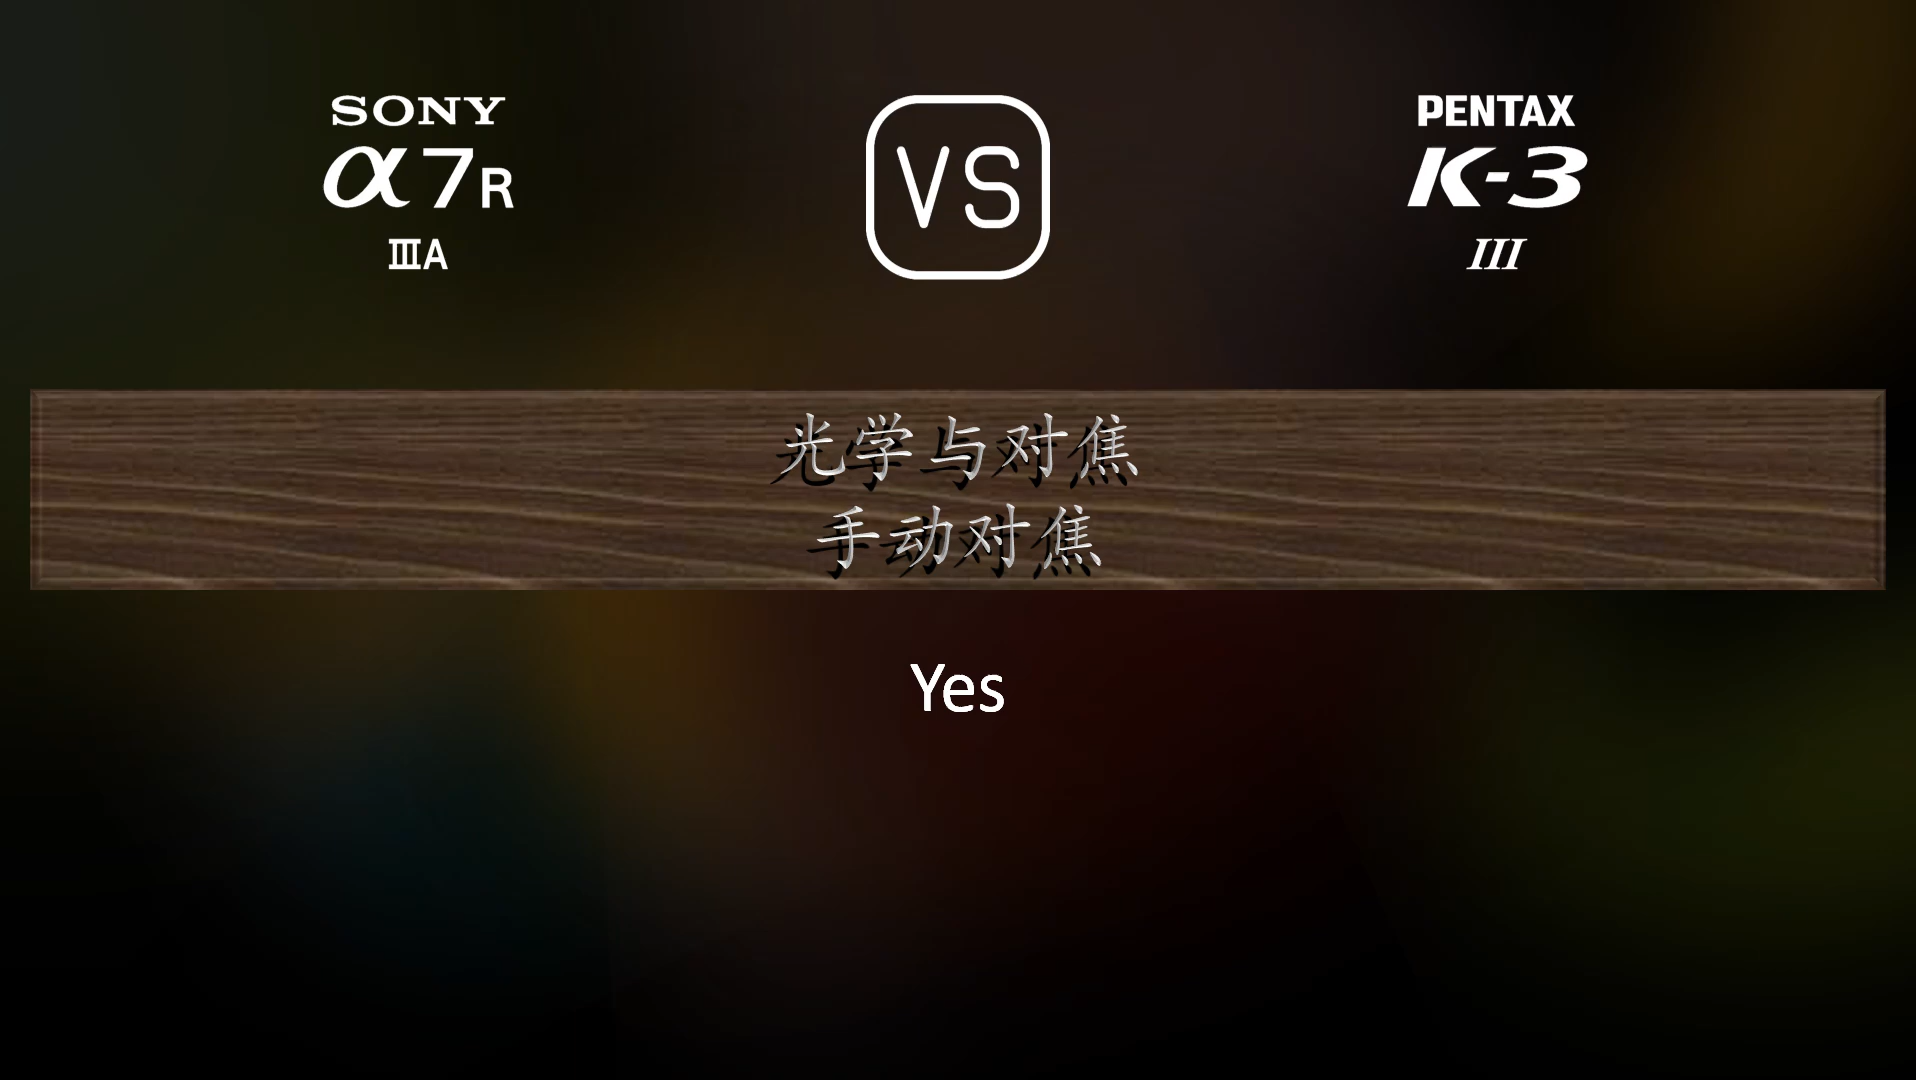 SONY
α7R
ⅢA
VS
PENTAX
K-3
III
光学与对焦
手动对焦
Yes